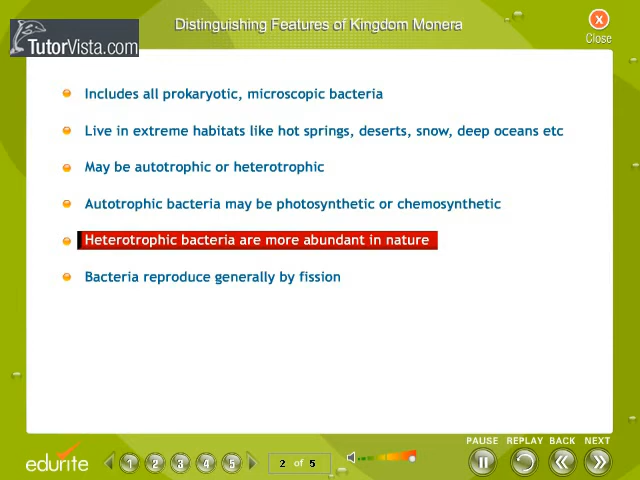 Distinguishing Features of Kingdom Monera
X
Close
TutorVista.com
Includes all prokaryotic, microscopic bacteria
Live in extreme habitats like hot springs, deserts, snow, deep oceans etc
May be autotrophic or heterotrophic
Autotrophic bacteria may be photosynthetic or chemosynthetic
Heterotrophic bacteria are more abundant in nature
Bacteria reproduce generally by fission
PAUSE REPLAY BACK NEXT
edurite
1 2 3 4 5
2 of 5